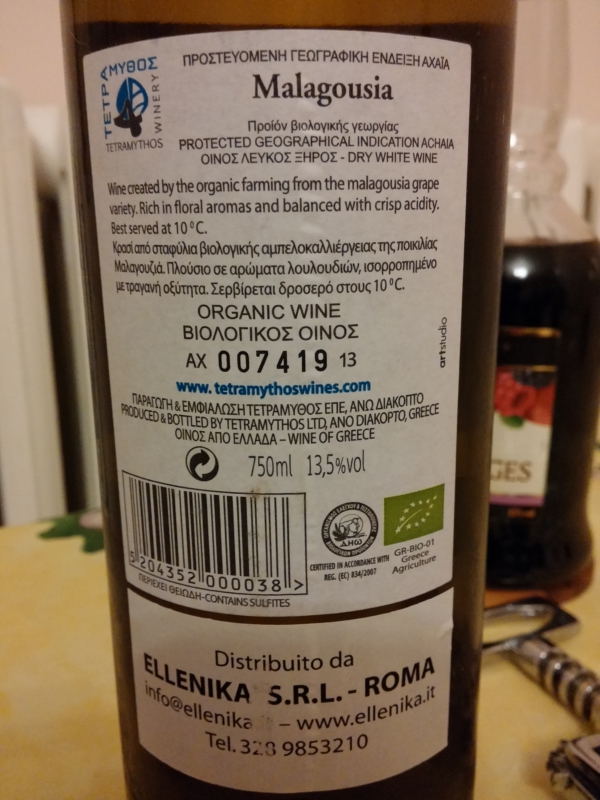 ΤΕΤΡΑΜΥΘΟΣ
WINERY
4
TETRAMYTHOS
ΠΡΟΣΤΕΥΟΜΕΝΗ ΓΕΩΓΡΑΦΙΚΗ ΕΝΔΕΙΞΗ ΑΧΑΪΑ
Malagousia
Προϊόν βιολογικής γεωργίας
PROTECTED GEOGRAPHICAL INDICATION ACHAIA
ΟΙΝΟΣ ΛΕΥΚΟΣ ΞΗΡΟΣ - DRY WHITE WINE
Wine created by the organic farming from the malagousia grape
variety. Rich in floral aromas and balanced with crisp acidity.
Best served at 10 °C.
Κρασί από σταφύλια βιολογικής αμπελοκαλλιέργειας της ποικιλίας
Μαλαγουζιά. Πλούσιο σε αρώματα λουλουδιών, ισορροπημένο
με τραγανή οξύτητα. Σερβίρεται δροσερό στους 10 °C.
ORGANIC WINE
ΒΙΟΛΟΓΙΚΟΣ ΟΙΝΟΣ
AX 007419 13
artstudio
www. tetramythoswines.com
ΠΑΡΑΓΩΓΗ & ΕΜΦΙΑΛΩΣΗ ΤΕΤΡΑΜΥΘΟΣ ΕΠΕ, ΑΝΩ ΔΙΑΚΟΠΤΟ
PRODUCED & BOTTLED BY TETRAMYTHOS LTD, ANO DIAKOPTO, GREECE
ΟΙΝΟΣ ΑΠΟ ΕΛΛΑΔΑ – WINE OF GREECE
750ml 13,5%vol
5 204352 000038 >
ΠΕΡΙΕΧΕΙ ΘΕΙΩΔΗ-CONTAINS SULFITES
ΔΗΩ
CERTIFIED IN ACCORDANCE WITH
REG. (EC) 834/2007
GR-BIO-01
Greece
Agriculture
GES
Distribuito da
ELLENIKA S.R.L. - ROMA
info@ellenika – www.ellenika.it
Tel. 328 9853210